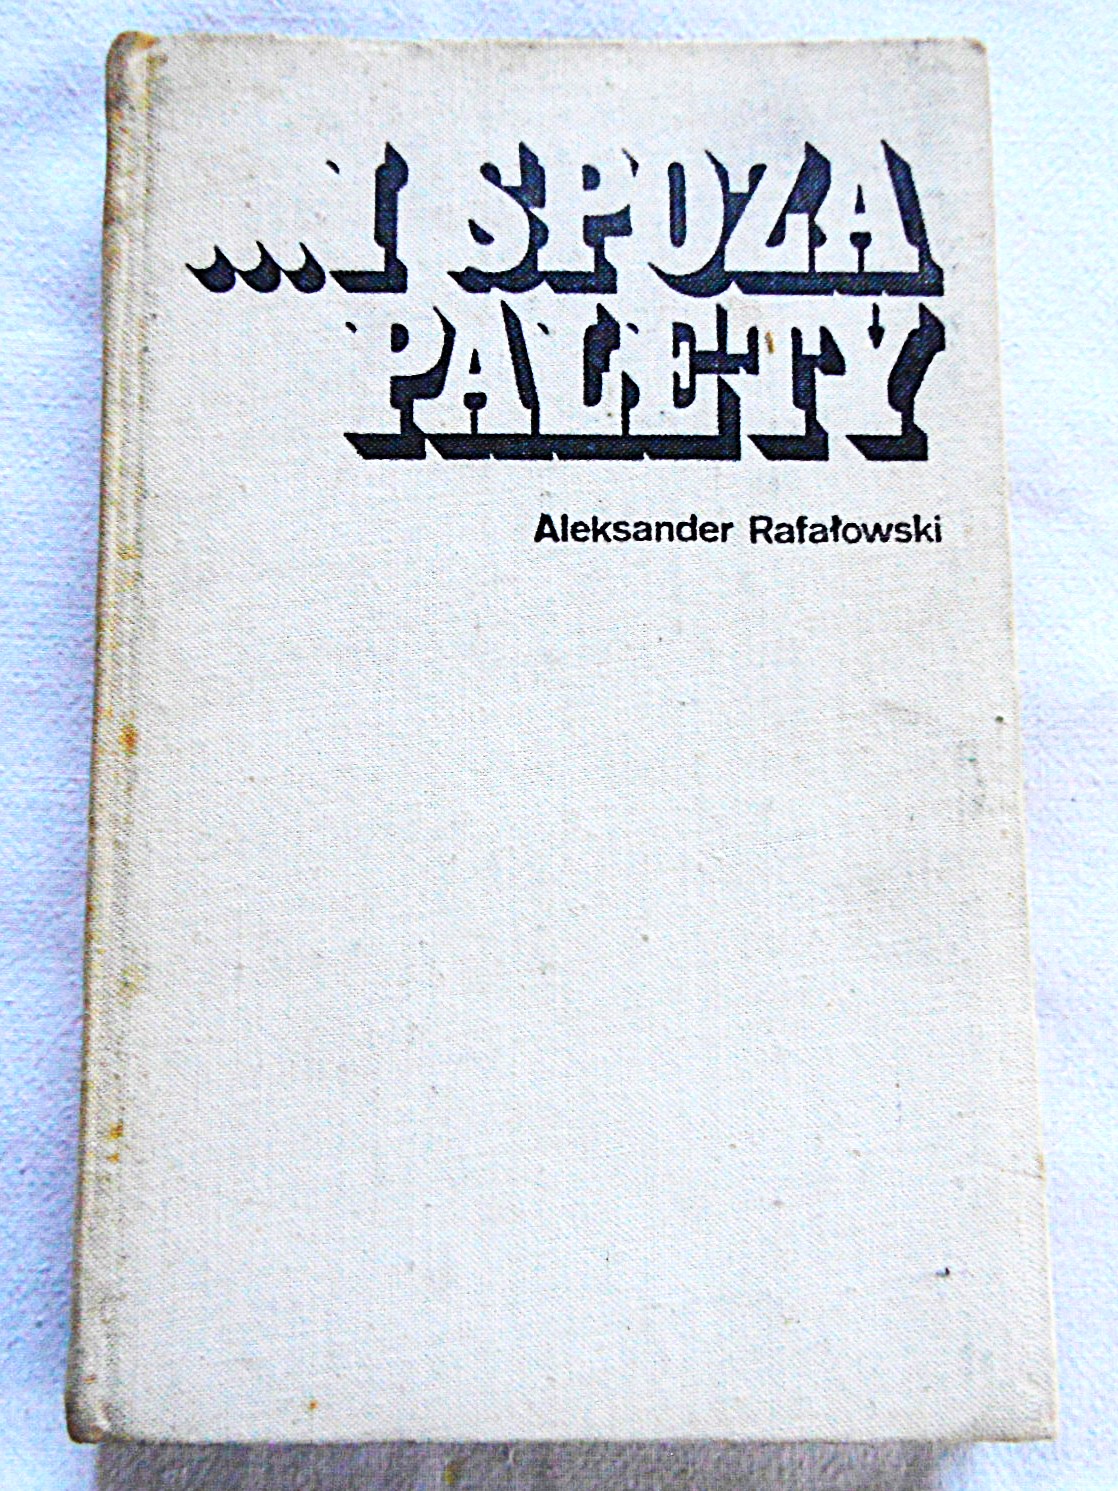 ...I SPOZA
PALETY
Aleksander Rafałowski